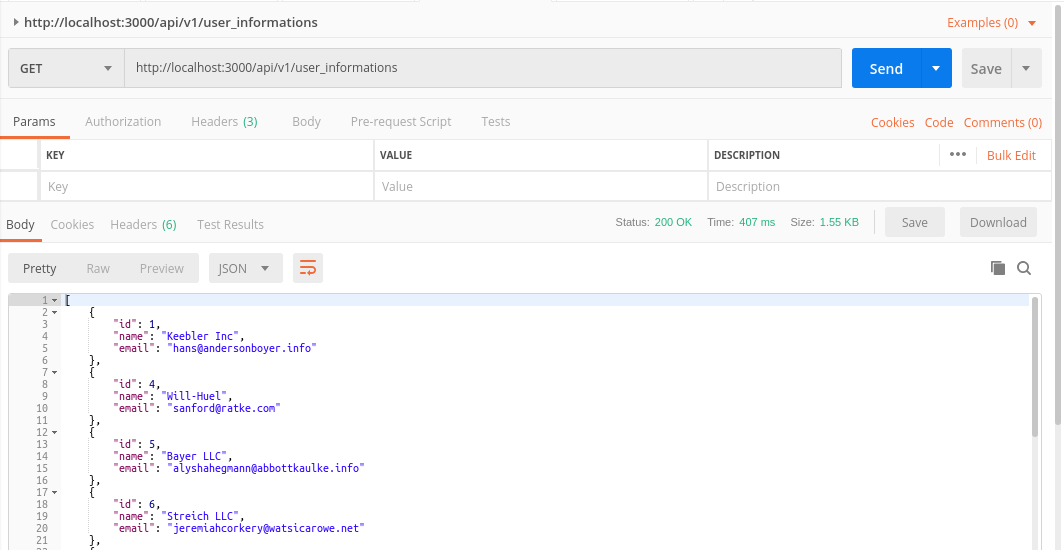 http://localhost:3000/api/v1/user_informations Examples (0)
GET http://localhost:3000/api/v1/user_informations Send Save
Params Authorization Headers (3) Body Pre-request Script Tests Cookies Code Comments (0)
KEY VALUE DESCRIPTION ••• Bulk Edit
Key Value Description
Body Cookies Headers (6) Test Results Status: 200 OK Time: 407 ms Size: 1.55 KB Save Download
Pretty Raw Preview JSON
1 [
2 {
3 "id": 1,
4 "name": "Keebler Inc",
5 "email": "hans@andersonboyer.info"
6 },
7 {
8 "id": 4,
9 "name": "Will-Huel",
10 "email": "sanford@ratke.com"
11 },
12 {
13 "id": 5,
14 "name": "Bayer LLC",
15 "email": "alyshahegmann@abbottkaulke.info"
16 },
17 {
18 "id": 6,
19 "name": "Streich LLC",
20 "email": "jeremiahcorkery@watsicarowe.net"
21 },